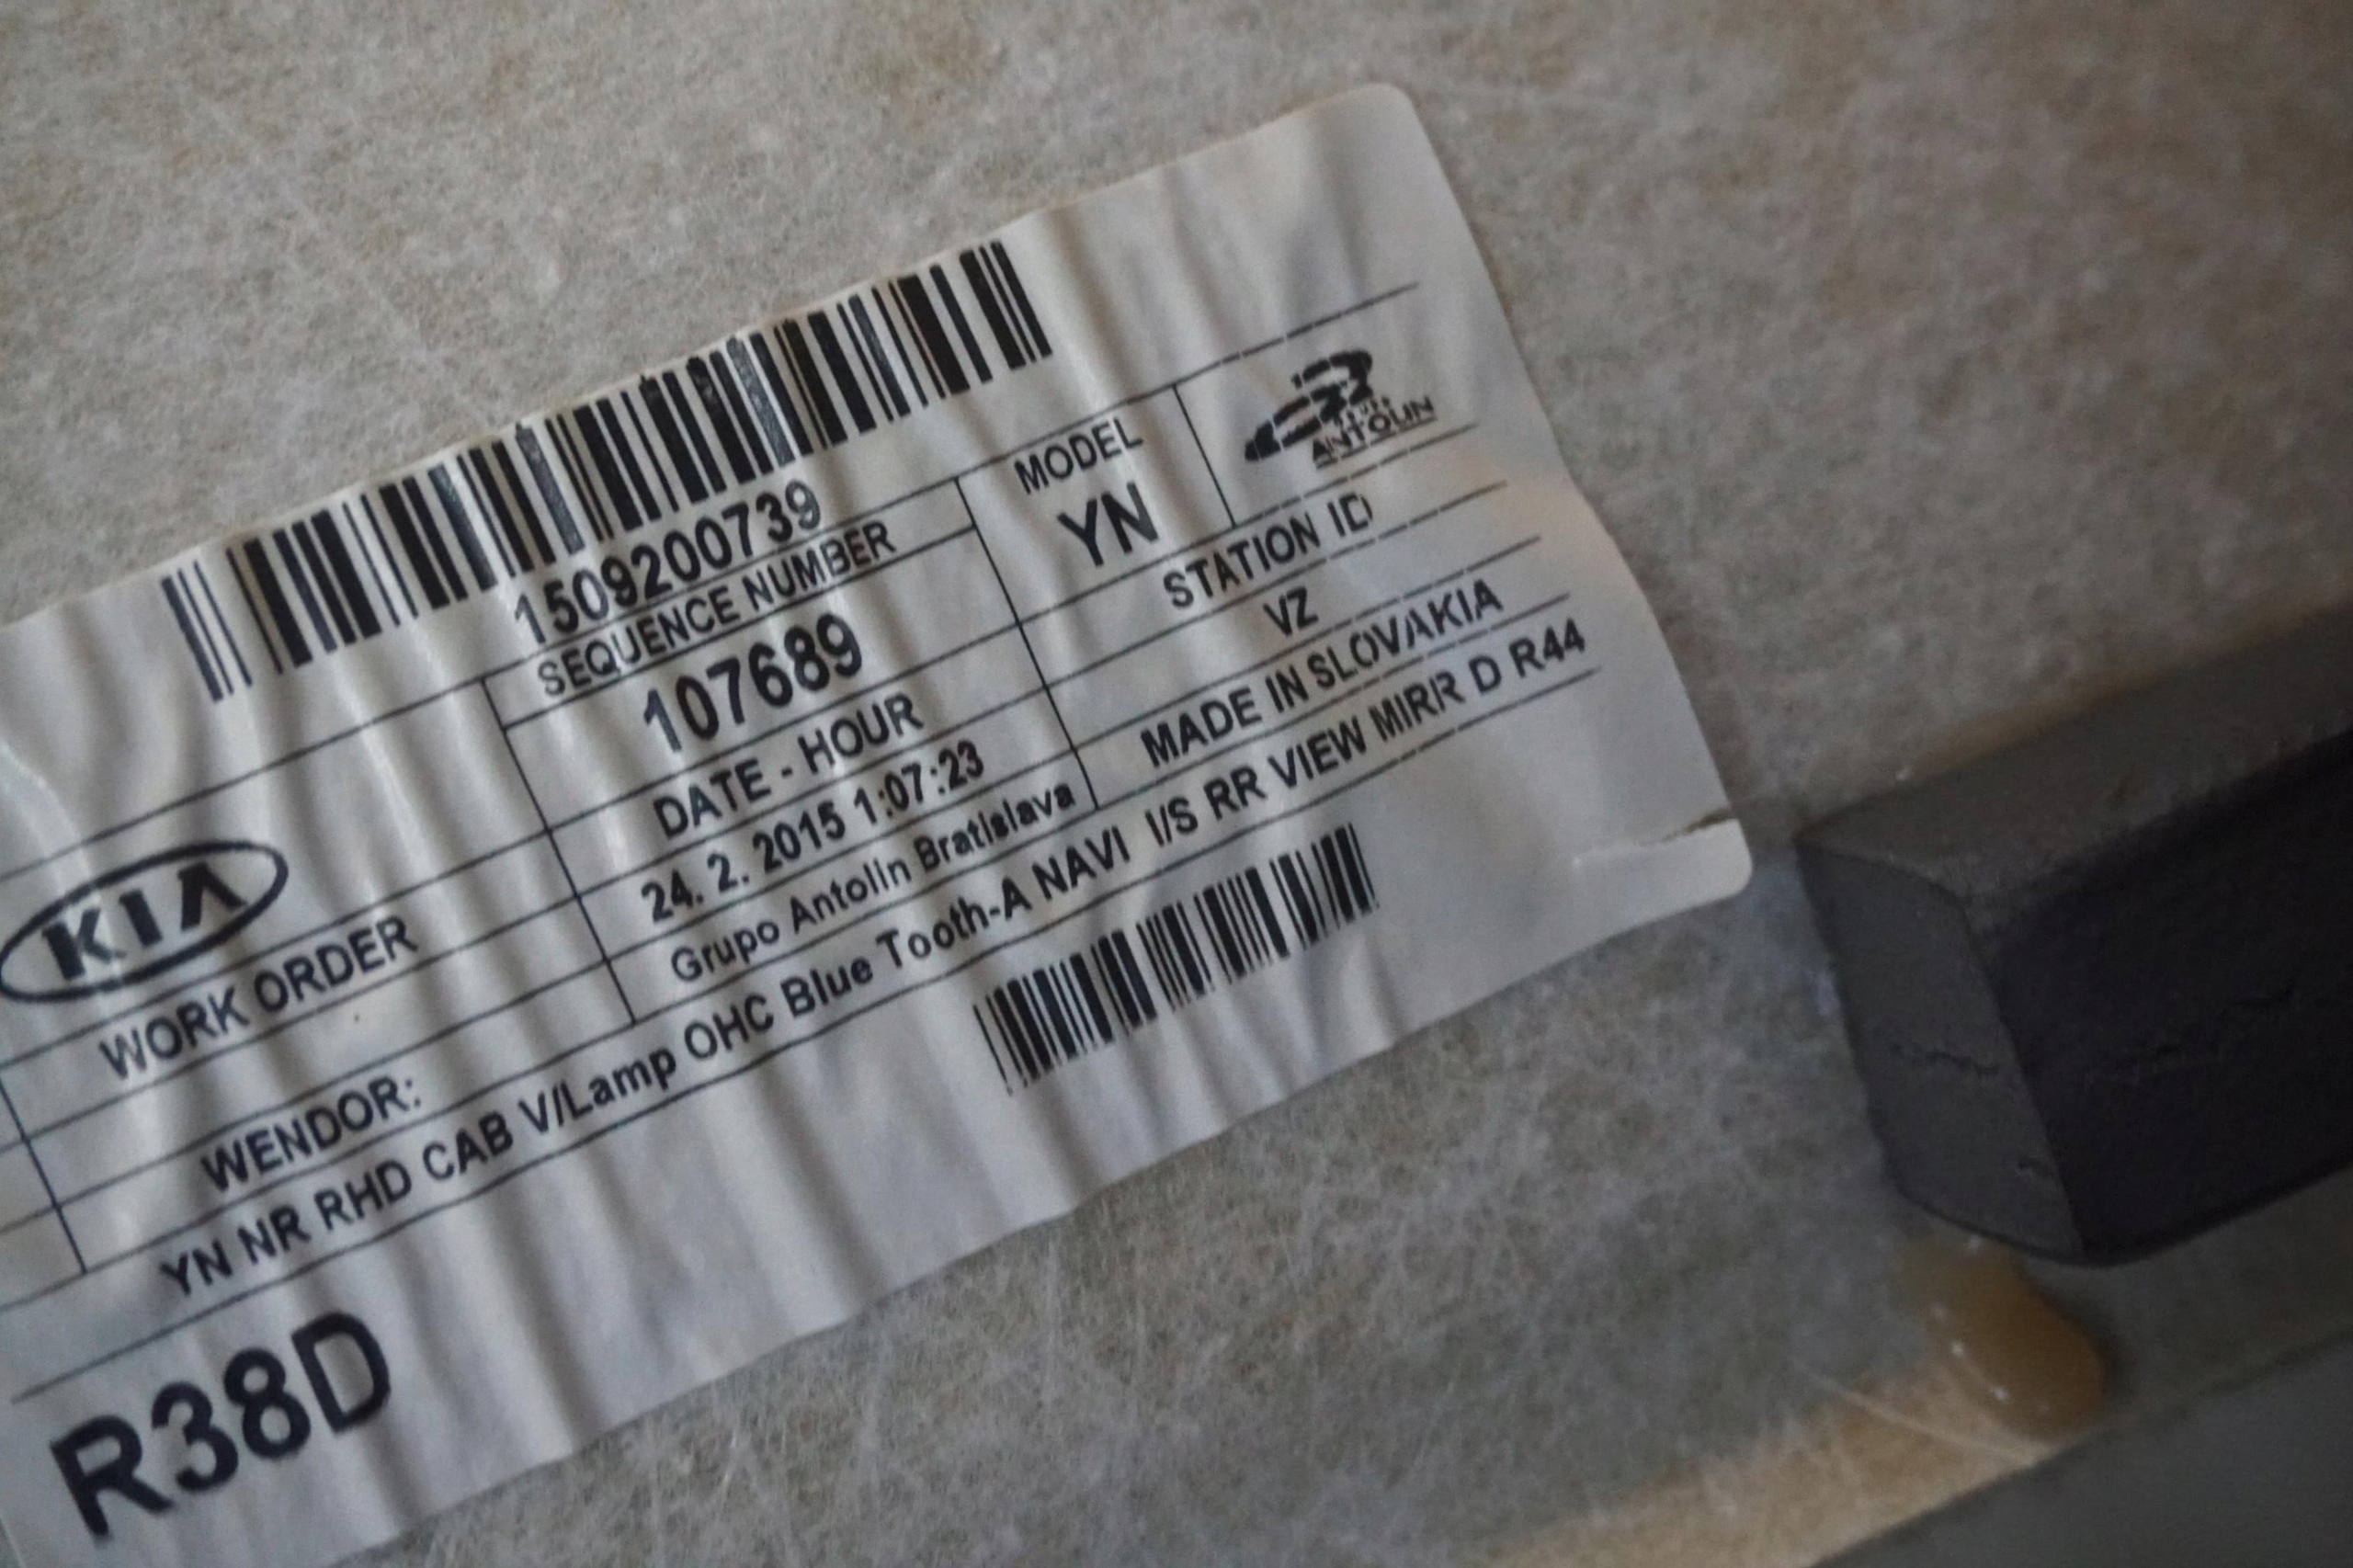 1509200739
SEQUENCE NUMBER
107689
MODEL
YN
ANTOLIN
KIA
DATE - HOUR
24. 2. 2015 1:07:23
STATION ID
VZ
WORK ORDER
Grupo Antolin Bratislava
MADE IN SLOVAKIA
WENDOR:
YN NR RHD CAB V/Lamp OHC Blue Tooth-A NAVI I/S RR VIEW MIRR D R44
R38D